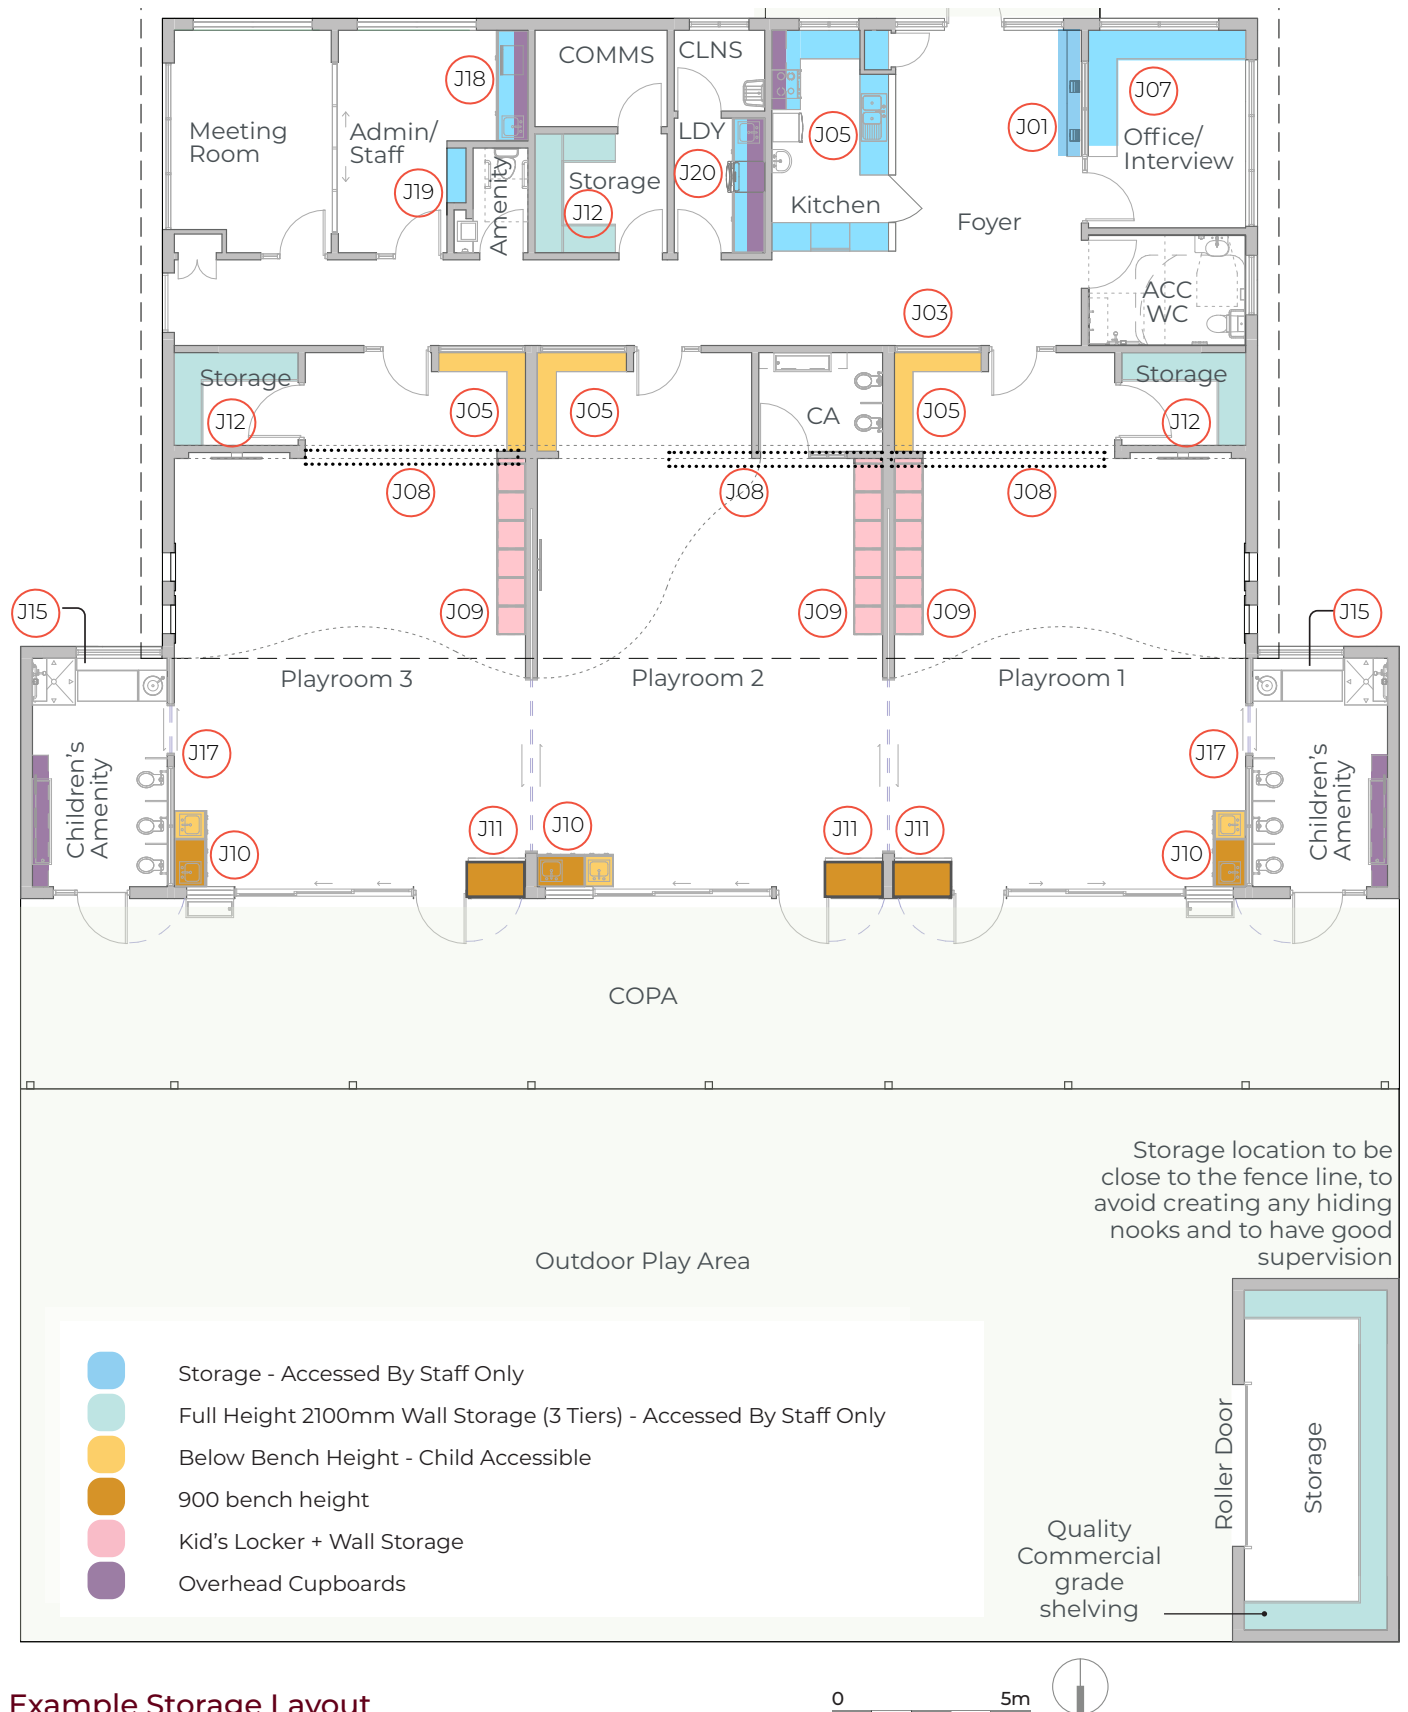 COMMS
CLNS
J18
J07
Meeting
Room
Admin/
Staff
LDY
J05
J01
Office/
Interview
J19
Amenity
Storage
J12
J20
Kitchen
Foyer
ACC
WC
J03
Storage
J12
J05
J05
CA
J05
Storage
J12
J08
J08
J08
J15
J09
J09
J09
J15
Playroom 3
Playroom 2
Playroom 1
Children's
Amenity
J17
J17
Children's
Amenity
J10
J11
J10
J11
J11
J10
COPA
Storage location to be
close to the fence line, to
avoid creating any hiding
nooks and to have good
supervision
Outdoor Play Area
Storage - Accessed By Staff Only
Full Height 2100mm Wall Storage (3 Tiers) - Accessed By Staff Only
Below Bench Height - Child Accessible
900 bench height
Kid's Locker + Wall Storage
Overhead Cupboards
Roller Door
Storage
Quality
Commercial
grade
shelving
Example Storage Layout
0
5m